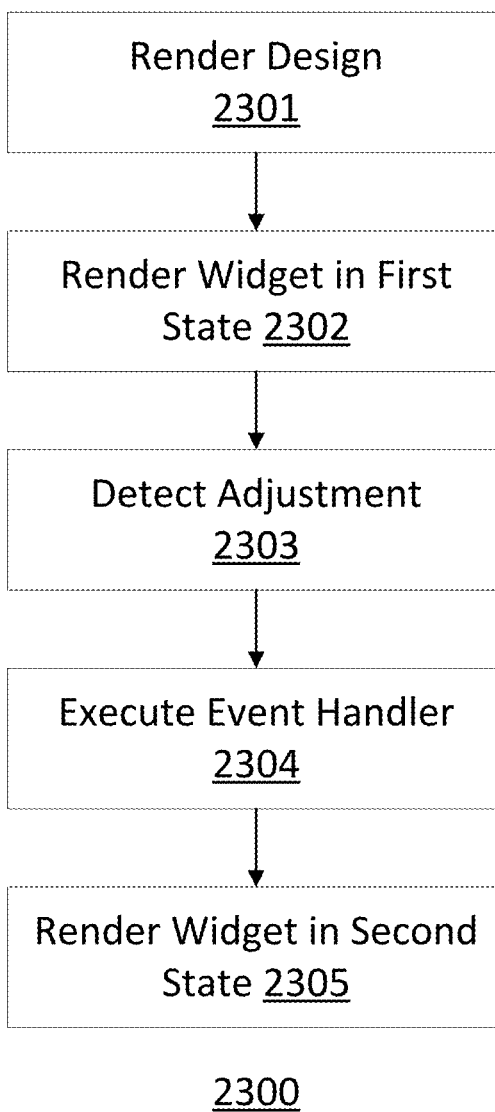 Render Design
2301
Render Widget in First
State 2302
Detect Adjustment
2303
Execute Event Handler
2304
Render Widget in Second
State 2305
2300